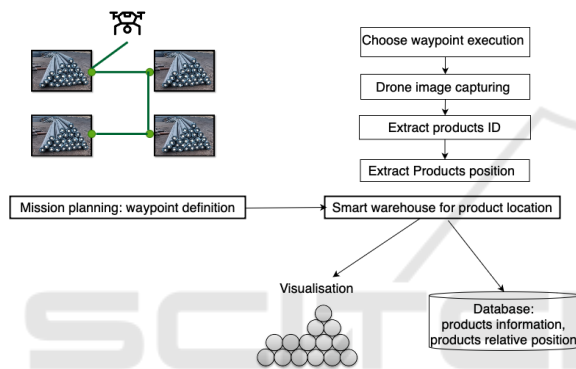 Choose waypoint execution
Drone image capturing
Extract products ID
Extract Products position
Mission planning: waypoint definition
Smart warehouse for product location
Visualisation
Database:
products information,
products relative position
SCITE